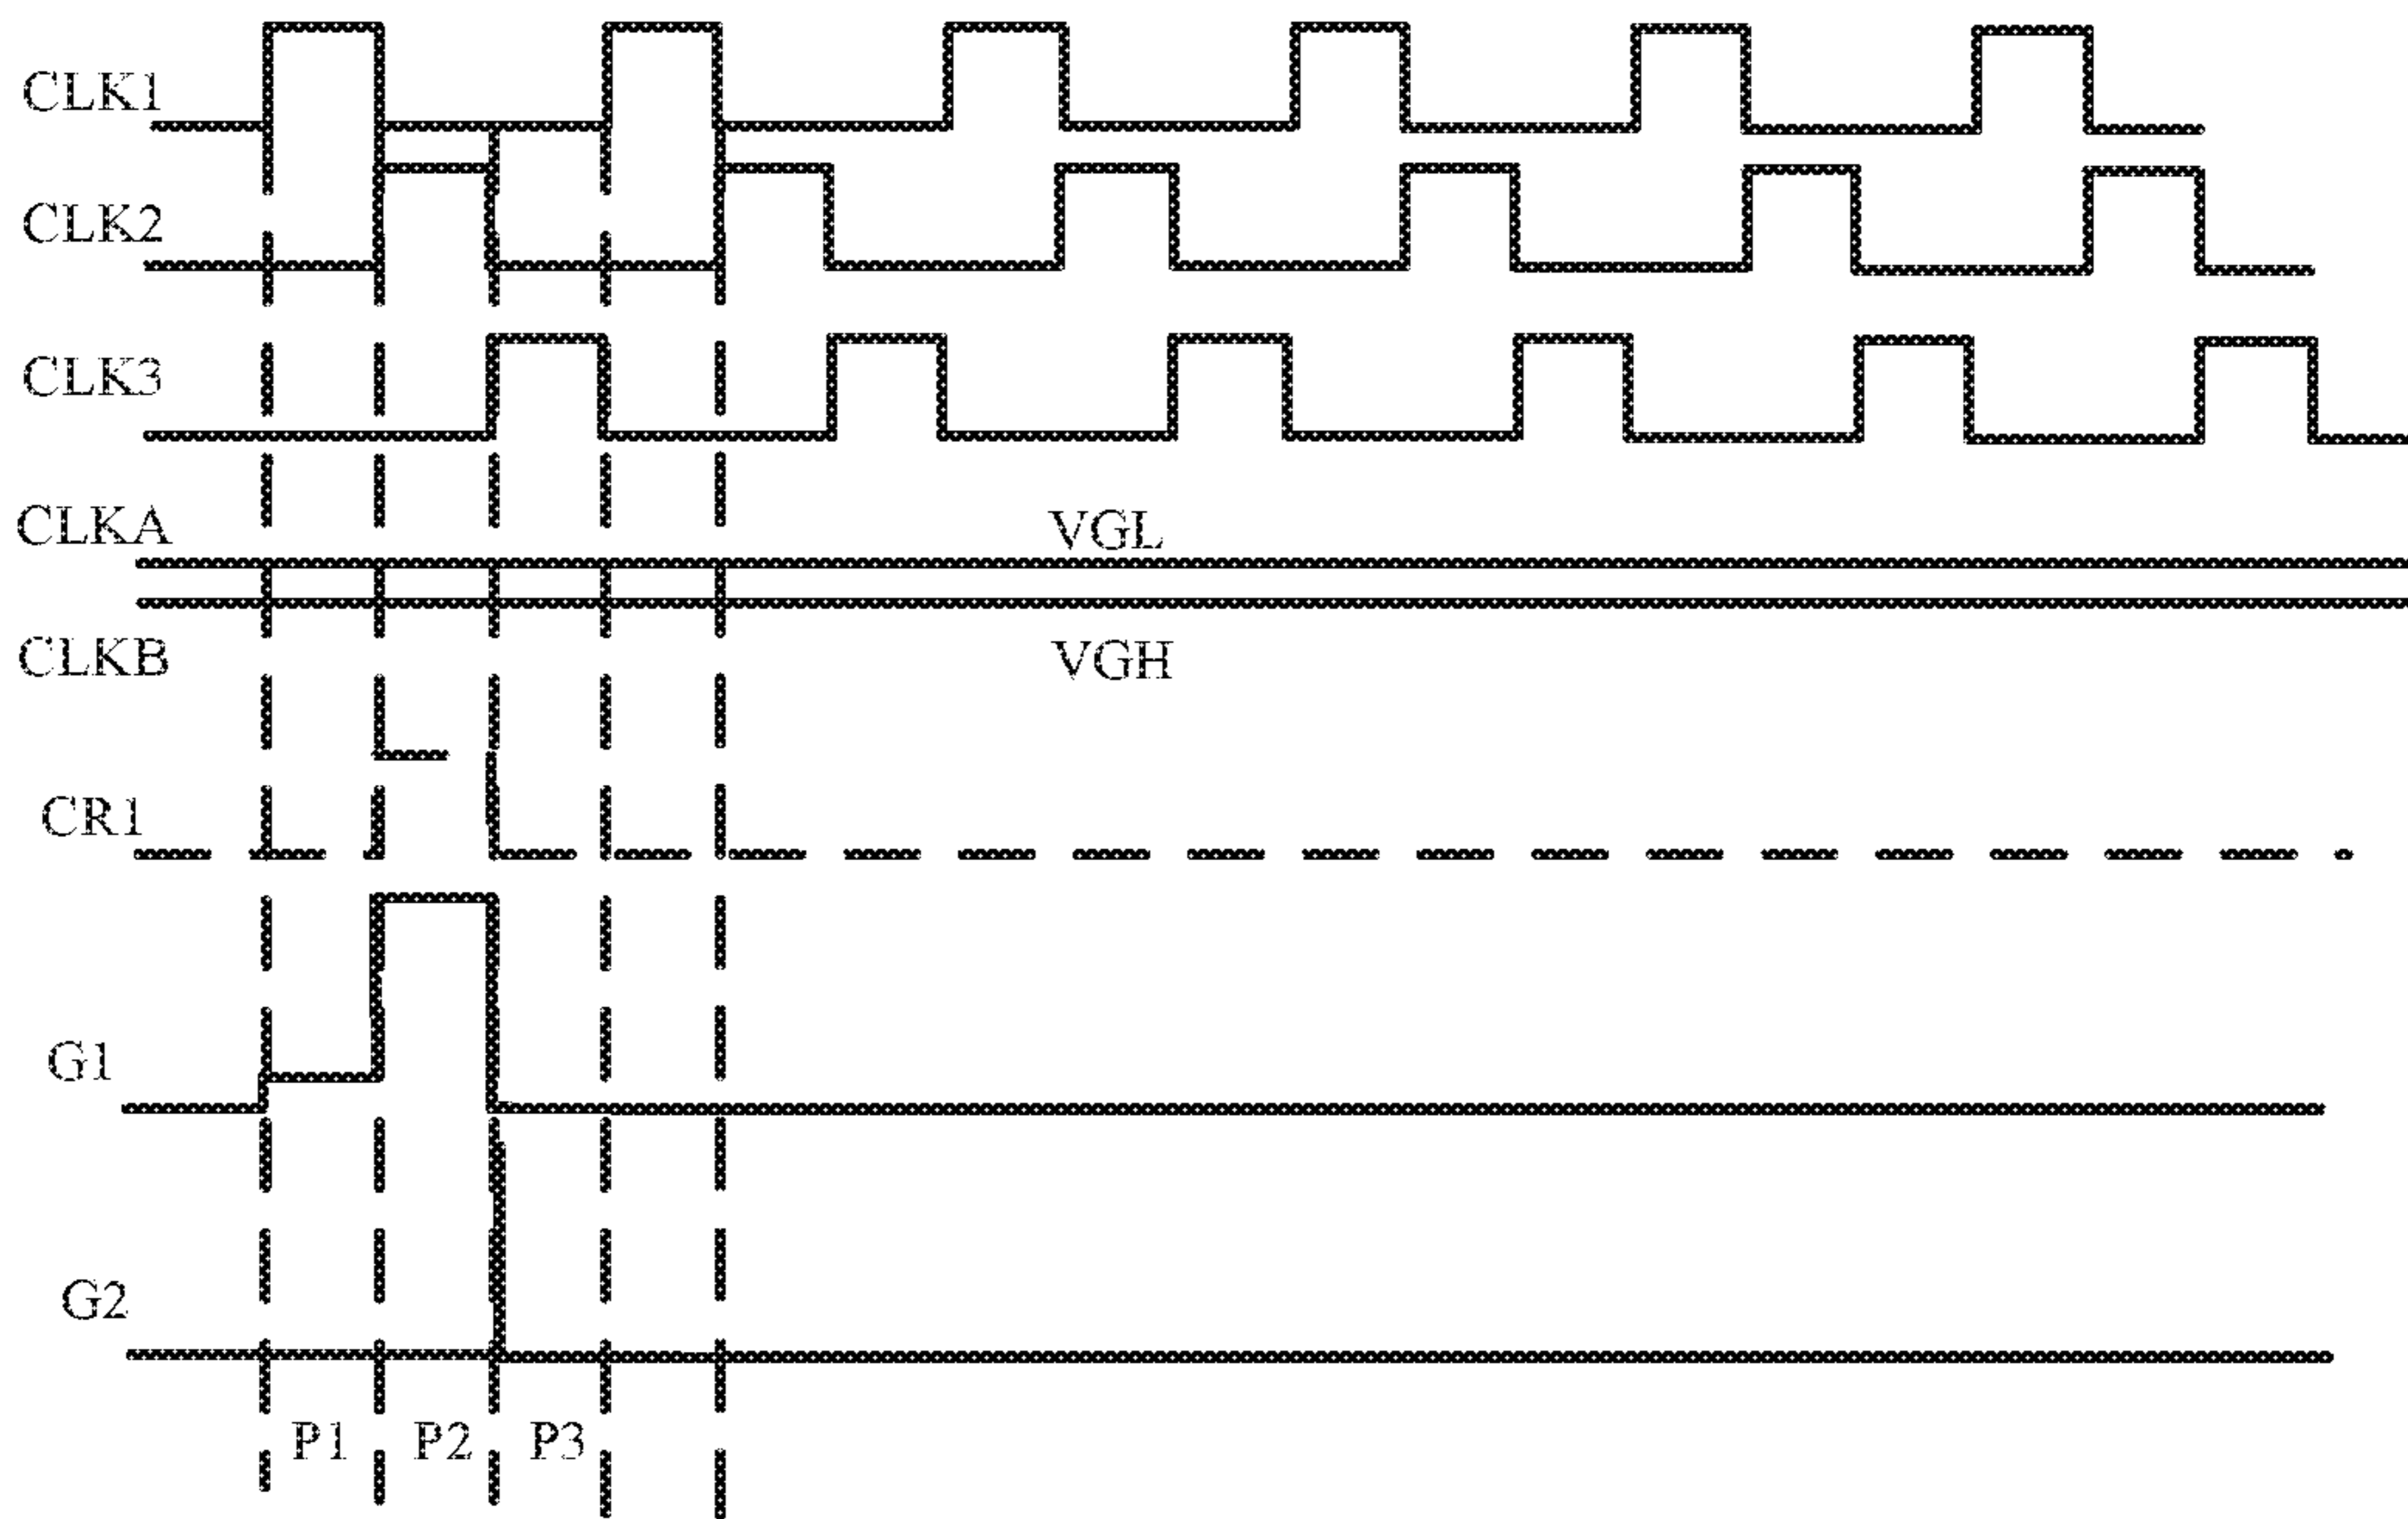 CLK1
CLK2
CLK3
CLKA VGL
CLKB VGH
CR1
G1
G2
P1 P2 P3